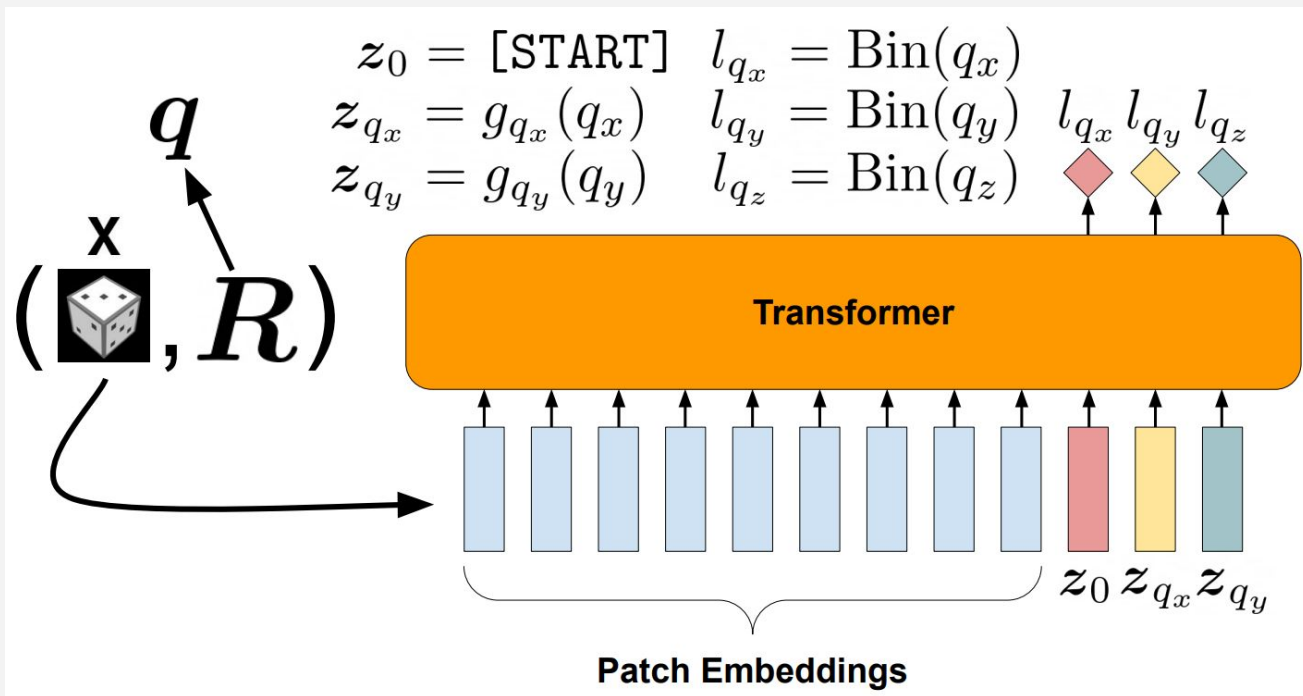 z_0 = [START] l_{q_x} = Bin(q_x)
z_{q_x} = g_{q_x}(q_x) l_{q_y} = Bin(q_y)
z_{q_y} = g_{q_y}(q_y) l_{q_z} = Bin(q_z)
l_{q_x} l_{q_y} l_{q_z}
q
x
( , R)
Transformer
z_0 z_{q_x} z_{q_y}
Patch Embeddings